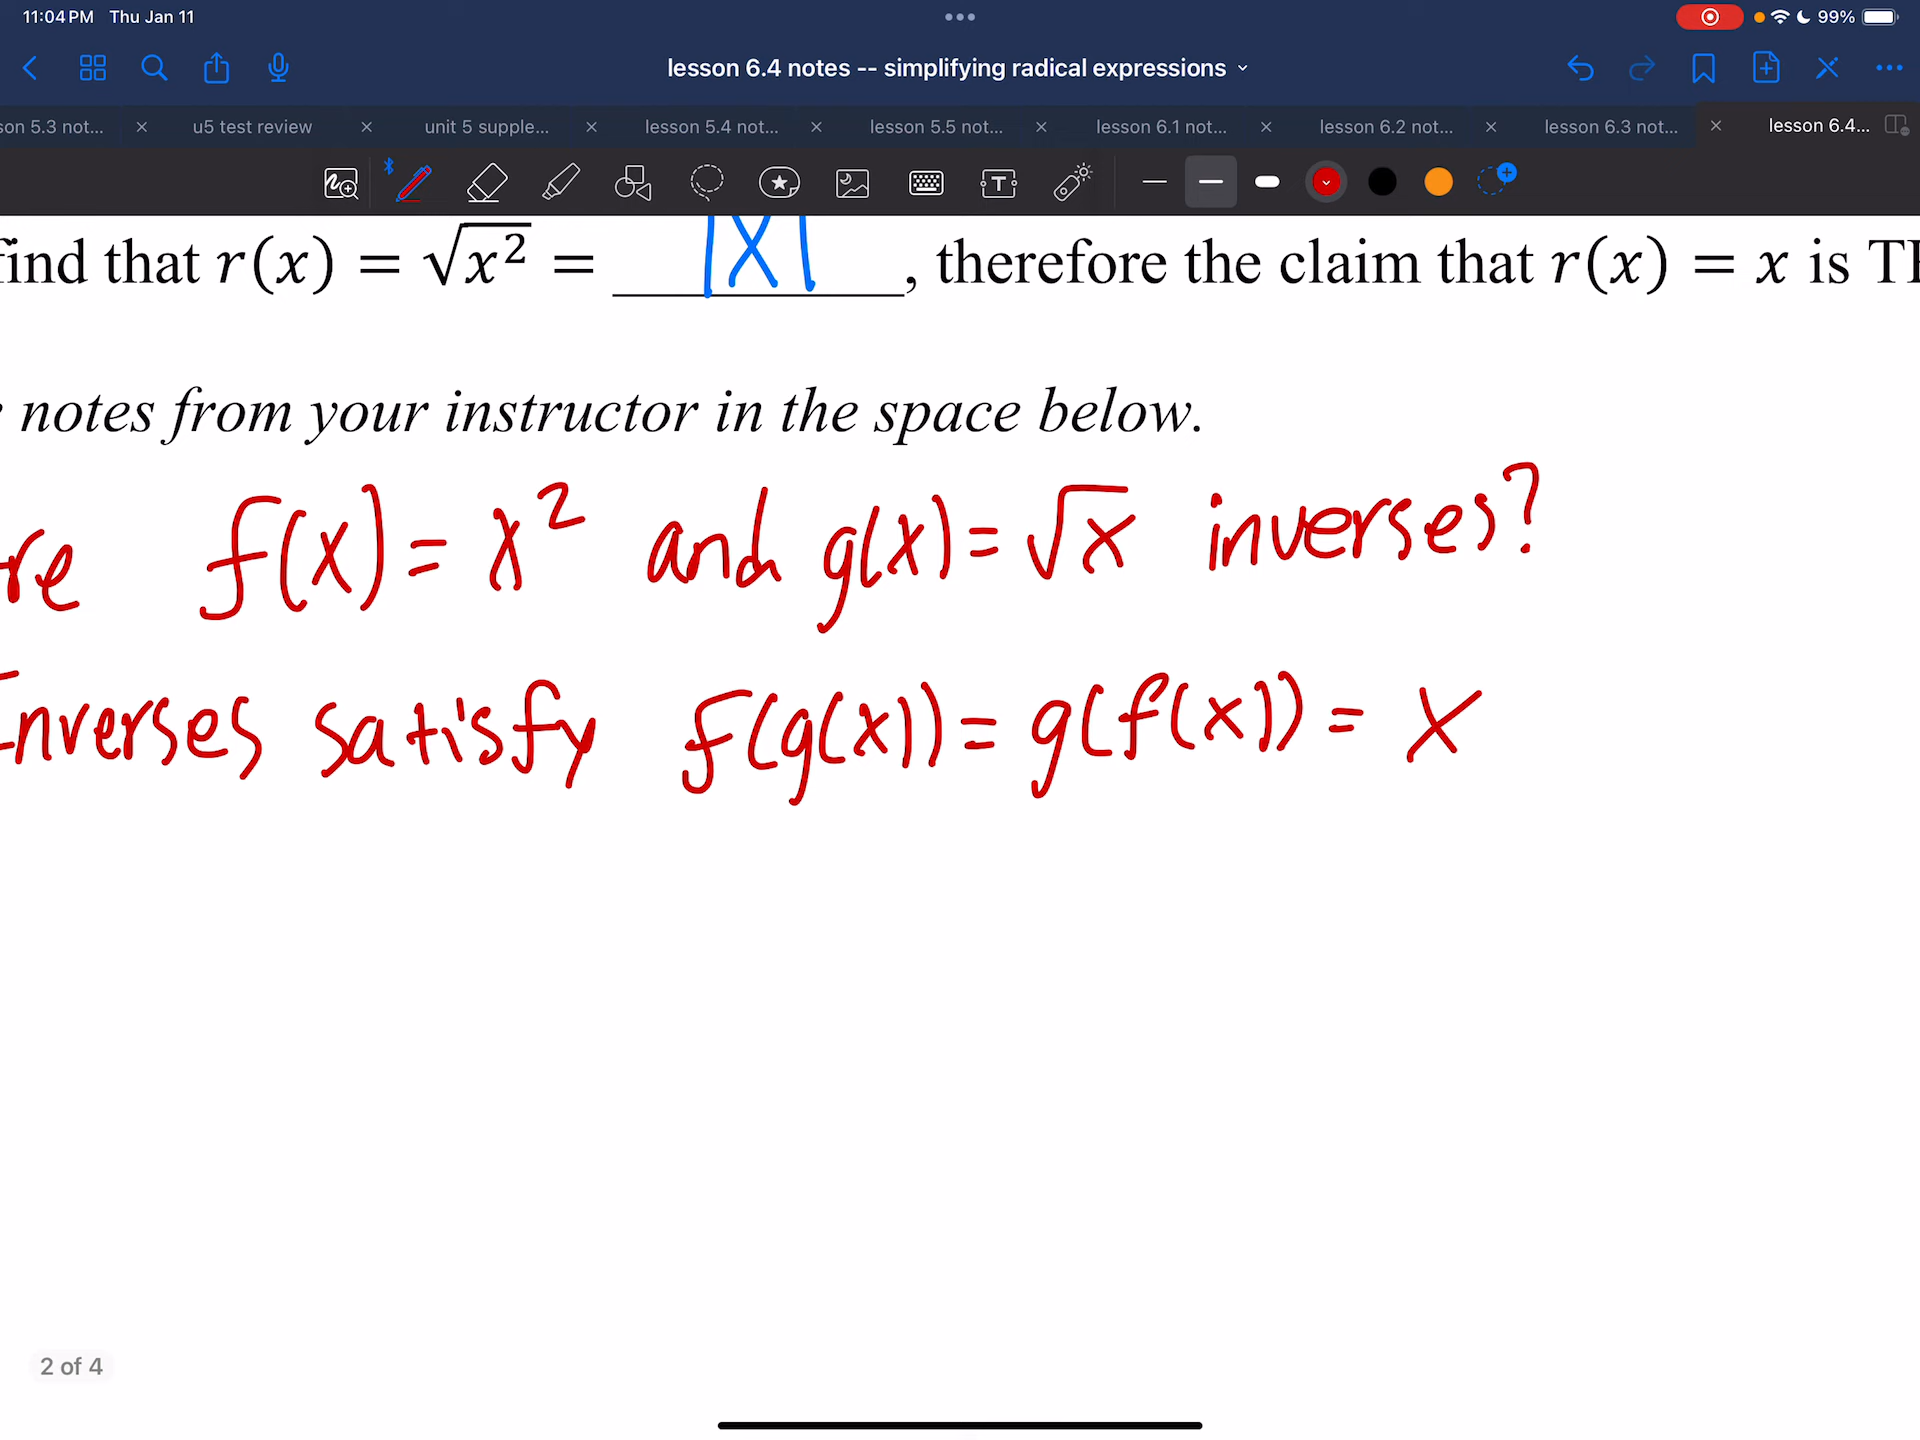 11:04 PM Thu Jan 11
99%
lesson 6.4 notes -- simplifying radical expressions
son 5.3 not... u5 test review unit 5 supple... lesson 5.4 not... lesson 5.5 not... lesson 6.1 not... lesson 6.2 not... lesson 6.3 not... lesson 6.4...
find that r(x) = √x² = |x| , therefore the claim that r(x) = x is
notes from your instructor in the space below.
re f(x) = x² and g(x) = √x inverses?
Inverses satisfy f(g(x)) = g(f(x)) = x
2 of 4